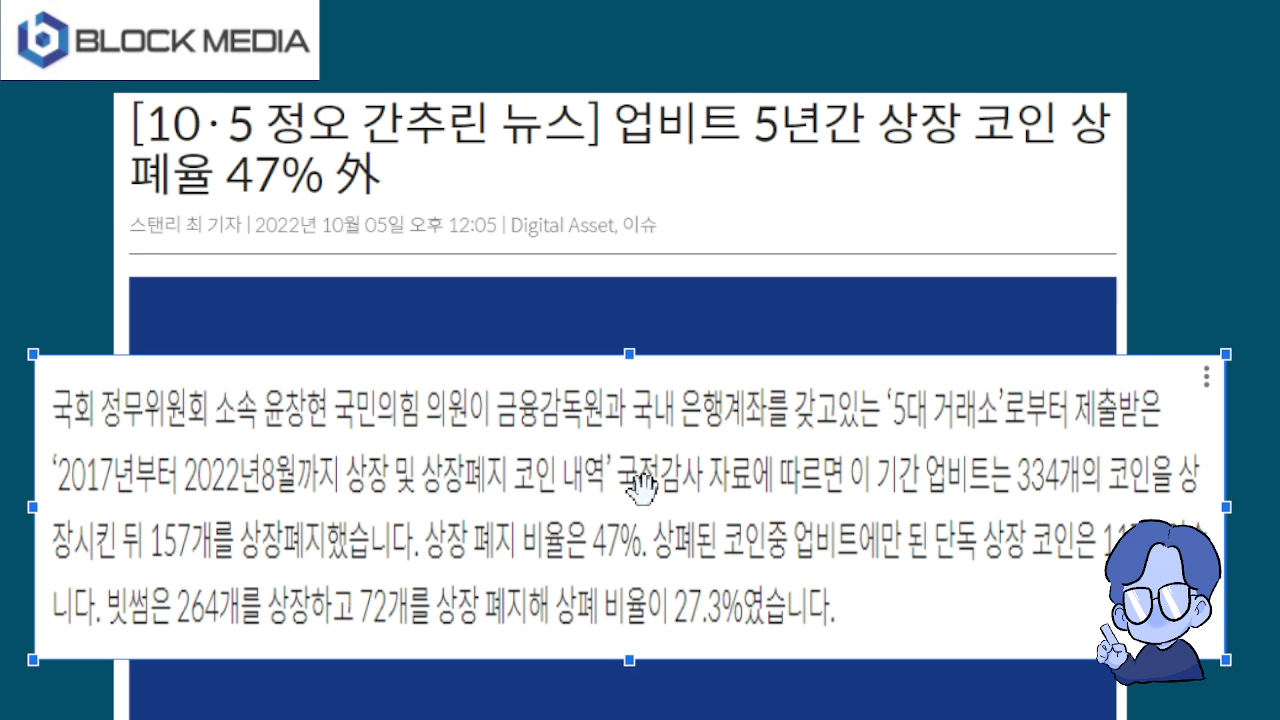 BLOCK MEDIA
[10·5 정오 간추린 뉴스] 업비트 5년간 상장 코인 상
폐율 47% 外
스탠리 최 기자 | 2022년 10월 05일 오후 12:05 | Digital Asset, 이슈
국회 정무위원회 소속 윤창현 국민의힘 의원이 금융감독원과 국내 은행계좌를 갖고있는 ‘5대 거래소’로부터 제출받은
‘2017년부터 2022년8월까지 상장 및 상장폐지 코인 내역’ 국정감사 자료에 따르면 이 기간 업비트는 334개의 코인을 상
장시킨 뒤 157개를 상장폐지했습니다. 상장 폐지 비율은 47%. 상폐된 코인중 업비트에만 된 단독 상장 코인은
니다. 빗썸은 264개를 상장하고 72개를 상장 폐지해 상폐 비율이 27.3%였습니다.